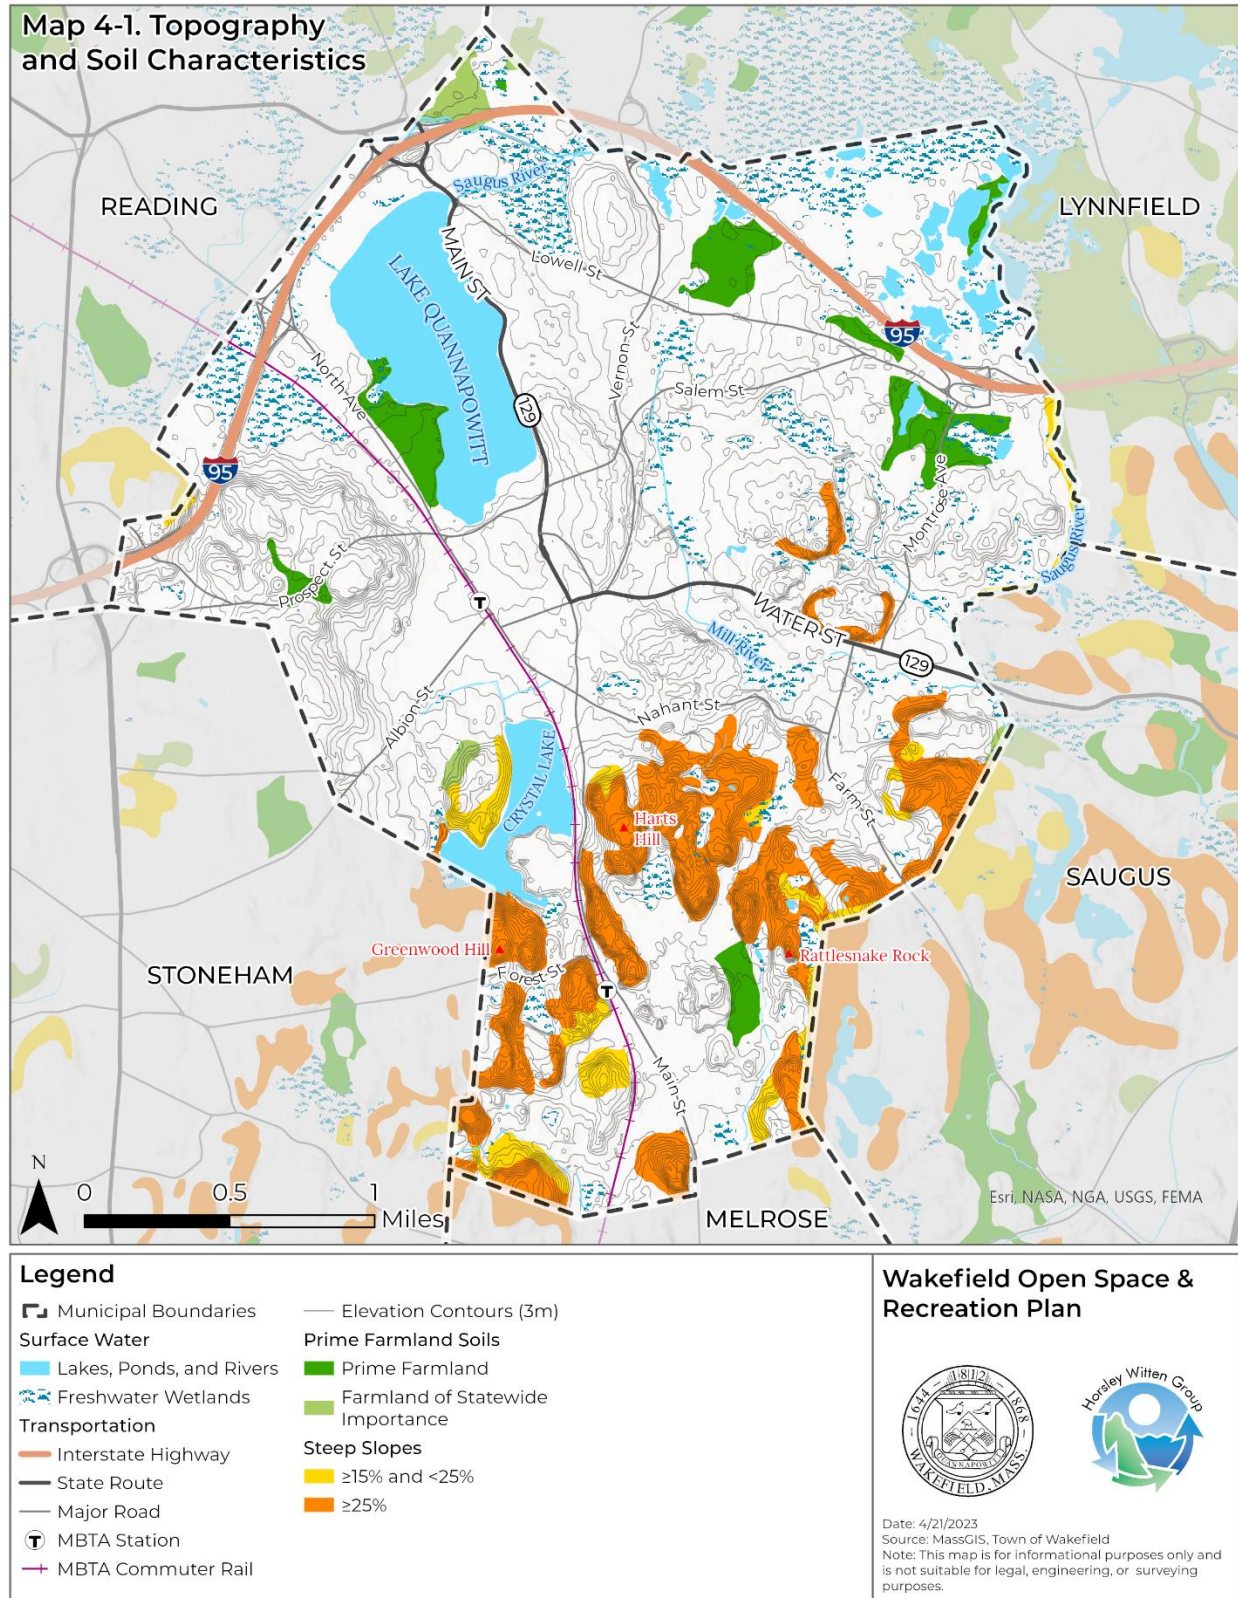 Map 4-1. Topography
and Soil Characteristics
READING
LYNNFIELD
Saugus River
MAIN ST
Lowell St
LAKE QUANNAPOWITT
95
North Ave
Vernon St
Salem St
129
95
Montrose Ave
Saugus River
Prospect St
T
WATER ST
129
Mill River
Albion St
Nahant St
CRYSTAL LAKE
Farm St
Harts
Hill
SAUGUS
Greenwood Hill
Rattlesnake Rock
STONEHAM
Forest St
T
Main St
N
0 0.5 1
Miles
MELROSE
Esri, NASA, NGA, USGS, FEMA
Legend
Municipal Boundaries
Surface Water
Lakes, Ponds, and Rivers
Freshwater Wetlands
Transportation
Interstate Highway
State Route
Major Road
T MBTA Station
MBTA Commuter Rail
Elevation Contours (3m)
Prime Farmland Soils
Prime Farmland
Farmland of Statewide
Importance
Steep Slopes
≥15% and <25%
≥25%
Wakefield Open Space &
Recreation Plan
1644 – 1812 – 1868
WAKEFIELD, MASS.
Horsley Witten Group
Date: 4/21/2023
Source: MassGIS, Town of Wakefield
Note: This map is for informational purposes only and
is not suitable for legal, engineering, or surveying
purposes.